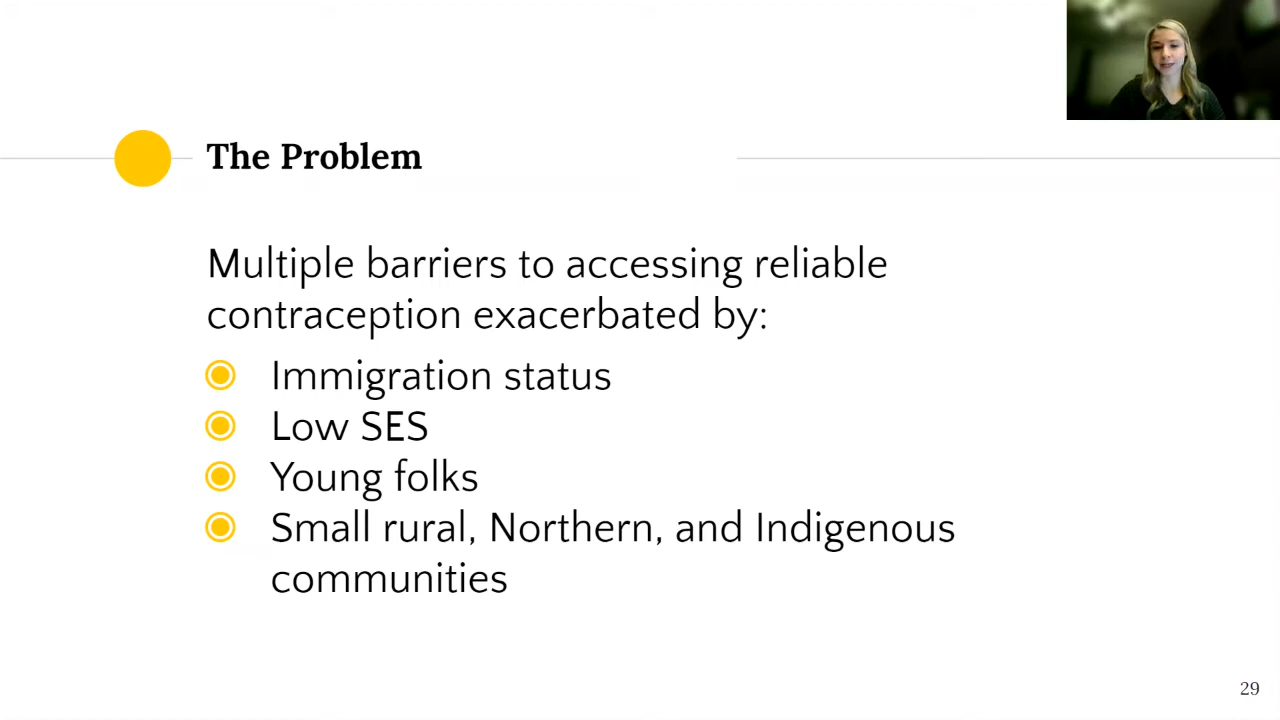 The Problem
Multiple barriers to accessing reliable
contraception exacerbated by:
Immigration status
Low SES
Young folks
Small rural, Northern, and Indigenous
communities
29